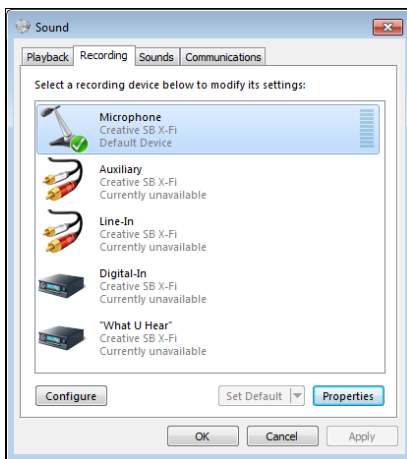 Sound
Playback Recording Sounds Communications
Select a recording device below to modify its settings:
Microphone
Creative SB X-Fi
Default Device
Auxiliary
Creative SB X-Fi
Currently unavailable
Line-In
Creative SB X-Fi
Currently unavailable
Digital-In
Creative SB X-Fi
Currently unavailable
"What U Hear"
Creative SB X-Fi
Currently unavailable
Configure Set Default Properties
OK Cancel Apply